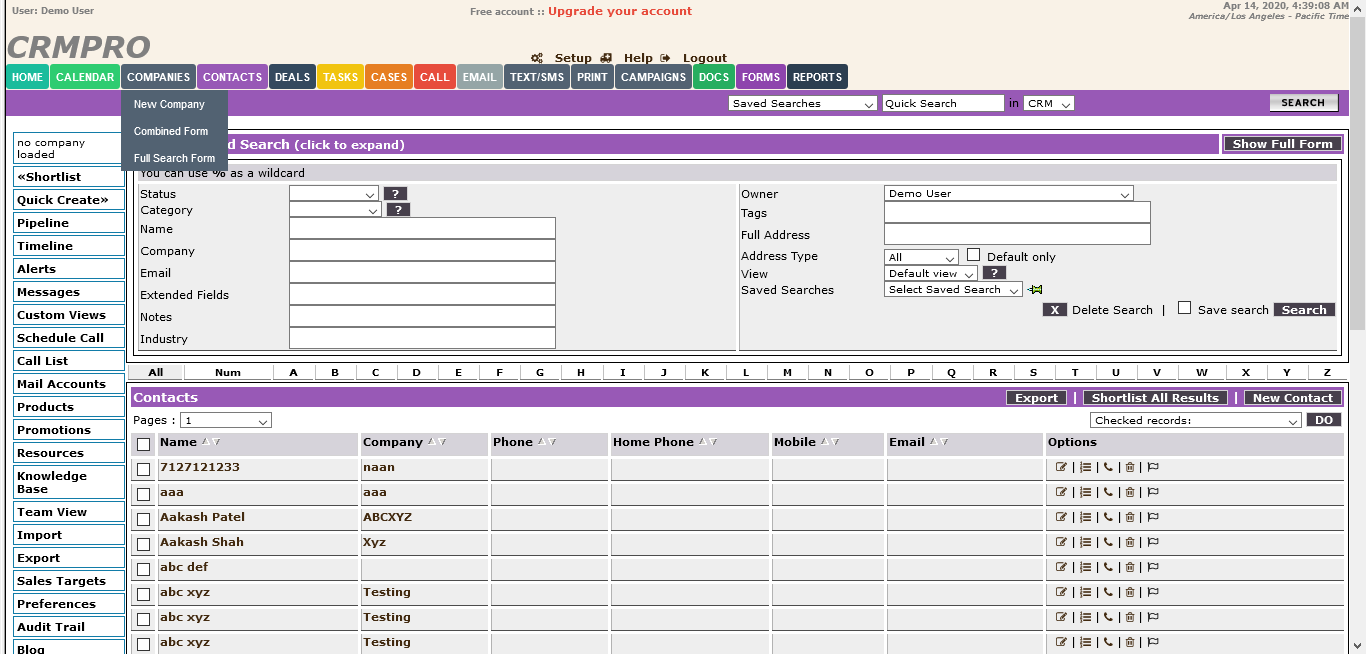 User: Demo User
Free account :: Upgrade your account
Apr 14, 2020, 4:39:08 AM
America/Los Angeles - Pacific Time
CRMPRO
Setup Help Logout
HOME CALENDAR COMPANIES CONTACTS DEALS TASKS CASES CALL EMAIL TEXT/SMS PRINT CAMPAIGNS DOCS FORMS REPORTS
New Company
Combined Form
Full Search Form
Saved Searches Quick Search in CRM SEARCH
no company
loaded
«Shortlist
Quick Create»
Pipeline
Timeline
Alerts
Messages
Custom Views
Schedule Call
Call List
Mail Accounts
Products
Promotions
Resources
Knowledge
Base
Team View
Import
Export
Sales Targets
Preferences
Audit Trail
Blog
d Search (click to expand) Show Full Form
You can use % as a wildcard
Status ?
Category ?
Name
Company
Email
Extended Fields
Notes
Industry
Owner Demo User
Tags
Full Address
Address Type All Default only
View Default view ?
Saved Searches Select Saved Search
X Delete Search | Save search Search
All Num A B C D E F G H I J K L M N O P Q R S T U V W X Y Z
Contacts Export | Shortlist All Results | New Contact
Pages : 1 Checked records: DO
Name Company Phone Home Phone Mobile Email Options
7127121233 naan | | | |
aaa aaa | | | |
Aakash Patel ABCXYZ | | | |
Aakash Shah Xyz | | | |
abc def | | | |
abc xyz Testing | | | |
abc xyz Testing | | | |
abc xyz Testing | | | |